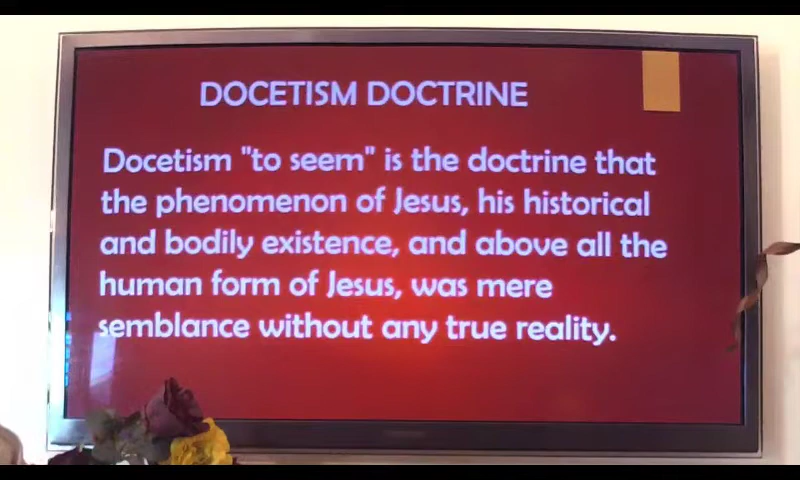 DOCETISM DOCTRINE
Docetism "to seem" is the doctrine that
the phenomenon of Jesus, his historical
and bodily existence, and above all the
human form of Jesus, was mere
semblance without any true reality.